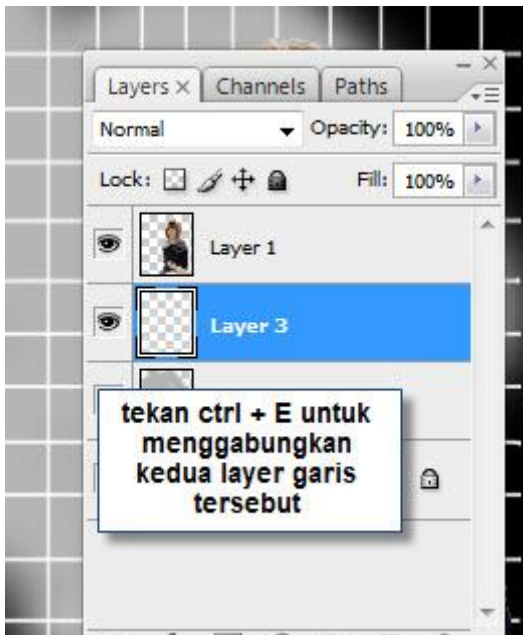 Layers × Channels Paths
Normal Opacity: 100%
Lock: Fill: 100%
Layer 1
Layer 3
tekan ctrl + E untuk
menggabungkan
kedua layer garis
tersebut